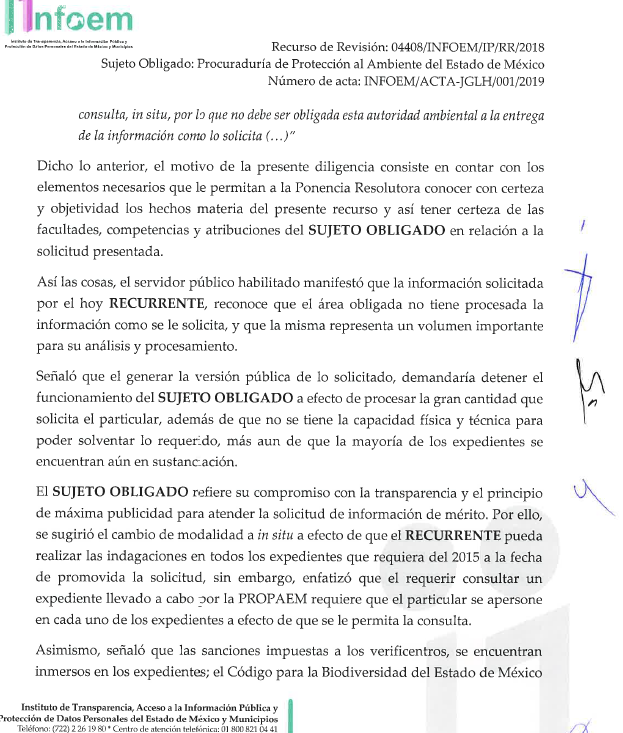 infoem
Instituto de Transparencia, Acceso a la Información Pública y
Protección de Datos Personales del Estado de México y Municipios
Recurso de Revisión: 04408/INFOEM/IP/RR/2018
Sujeto Obligado: Procuraduría de Protección al Ambiente del Estado de México
Número de acta: INFOEM/ACTA-JGLH/001/2019
consulta, in situ, por lo que no debe ser obligada esta autoridad ambiental a la entrega
de la información como lo solicita (…)”
Dicho lo anterior, el motivo de la presente diligencia consiste en contar con los
elementos necesarios que le permitan a la Ponencia Resolutora conocer con certeza
y objetividad los hechos materia del presente recurso y así tener certeza de las
facultades, competencias y atribuciones del SUJETO OBLIGADO en relación a la
solicitud presentada.
Así las cosas, el servidor público habilitado manifestó que la información solicitada
por el hoy RECURRENTE, reconoce que el área obligada no tiene procesada la
información como se le solicita, y que la misma representa un volumen importante
para su análisis y procesamiento.
Señaló que el generar la versión pública de lo solicitado, demandaría detener el
funcionamiento del SUJETO OBLIGADO a efecto de procesar la gran cantidad que
solicita el particular, además de que no se tiene la capacidad física y técnica para
poder solventar lo requerido, más aun de que la mayoría de los expedientes se
encuentran aún en sustanciación.
El SUJETO OBLIGADO refiere su compromiso con la transparencia y el principio
de máxima publicidad para atender la solicitud de información de mérito. Por ello,
se sugirió el cambio de modalidad a in situ a efecto de que el RECURRENTE pueda
realizar las indagaciones en todos los expedientes que requiera del 2015 a la fecha
de promovida la solicitud, sin embargo, enfatizó que el requerir consultar un
expediente llevado a cabo por la PROPAEM requiere que el particular se apersone
en cada uno de los expedientes a efecto de que se le permita la consulta.
Asimismo, señaló que las sanciones impuestas a los verificentros, se encuentran
inmersos en los expedientes; el Código para la Biodiversidad del Estado de México
Instituto de Transparencia, Acceso a la Información Pública y
Protección de Datos Personales del Estado de México y Municipios
Teléfono: (722) 2 26 19 80 * Centro de atención telefónica: 01 800 821 04 41